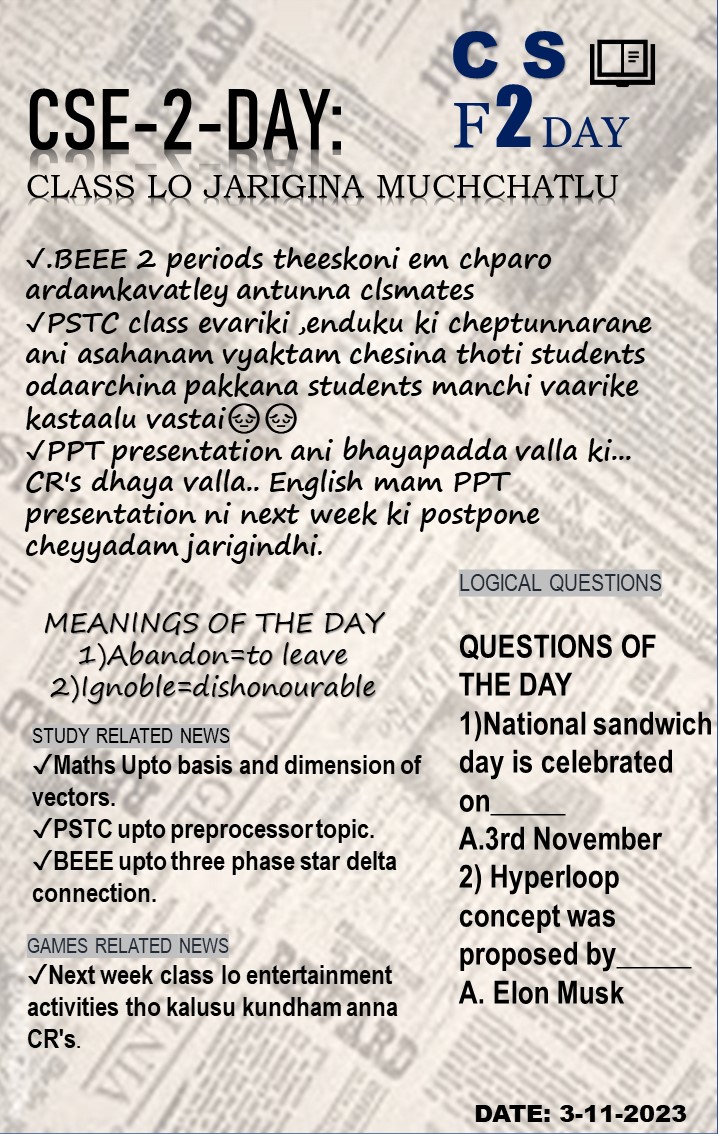 C S
F2 DAY
CSE-2-DAY:
CLASS LO JARIGINA MUCHCHATLU
✓.BEEE 2 periods theeskoni em chparo
ardamkavatley antunna clsmates
✓PSTC class evariki ,enduku ki cheptunnarane
ani asahanam vyaktam chesina thoti students
odaarchina pakkana students manchi vaarike
kastaalu vastai😔😔
✓PPT presentation ani bhayapadda valla ki...
CR's dhaya valla.. English mam PPT
presentation ni next week ki postpone
cheyyadam jarigindhi.
MEANINGS OF THE DAY
1)Abandon=to leave
2)Ignoble=dishonourable
STUDY RELATED NEWS
✓Maths Upto basis and dimension of
vectors.
✓PSTC upto preprocessor topic.
✓BEEE upto three phase star delta
connection.
GAMES RELATED NEWS
✓Next week class lo entertainment
activities tho kalusu kundham anna
CR's.
LOGICAL QUESTIONS
QUESTIONS OF
THE DAY
1)National sandwich
day is celebrated
on_____
A.3rd November
2) Hyperloop
concept was
proposed by_____
A. Elon Musk
DATE: 3-11-2023